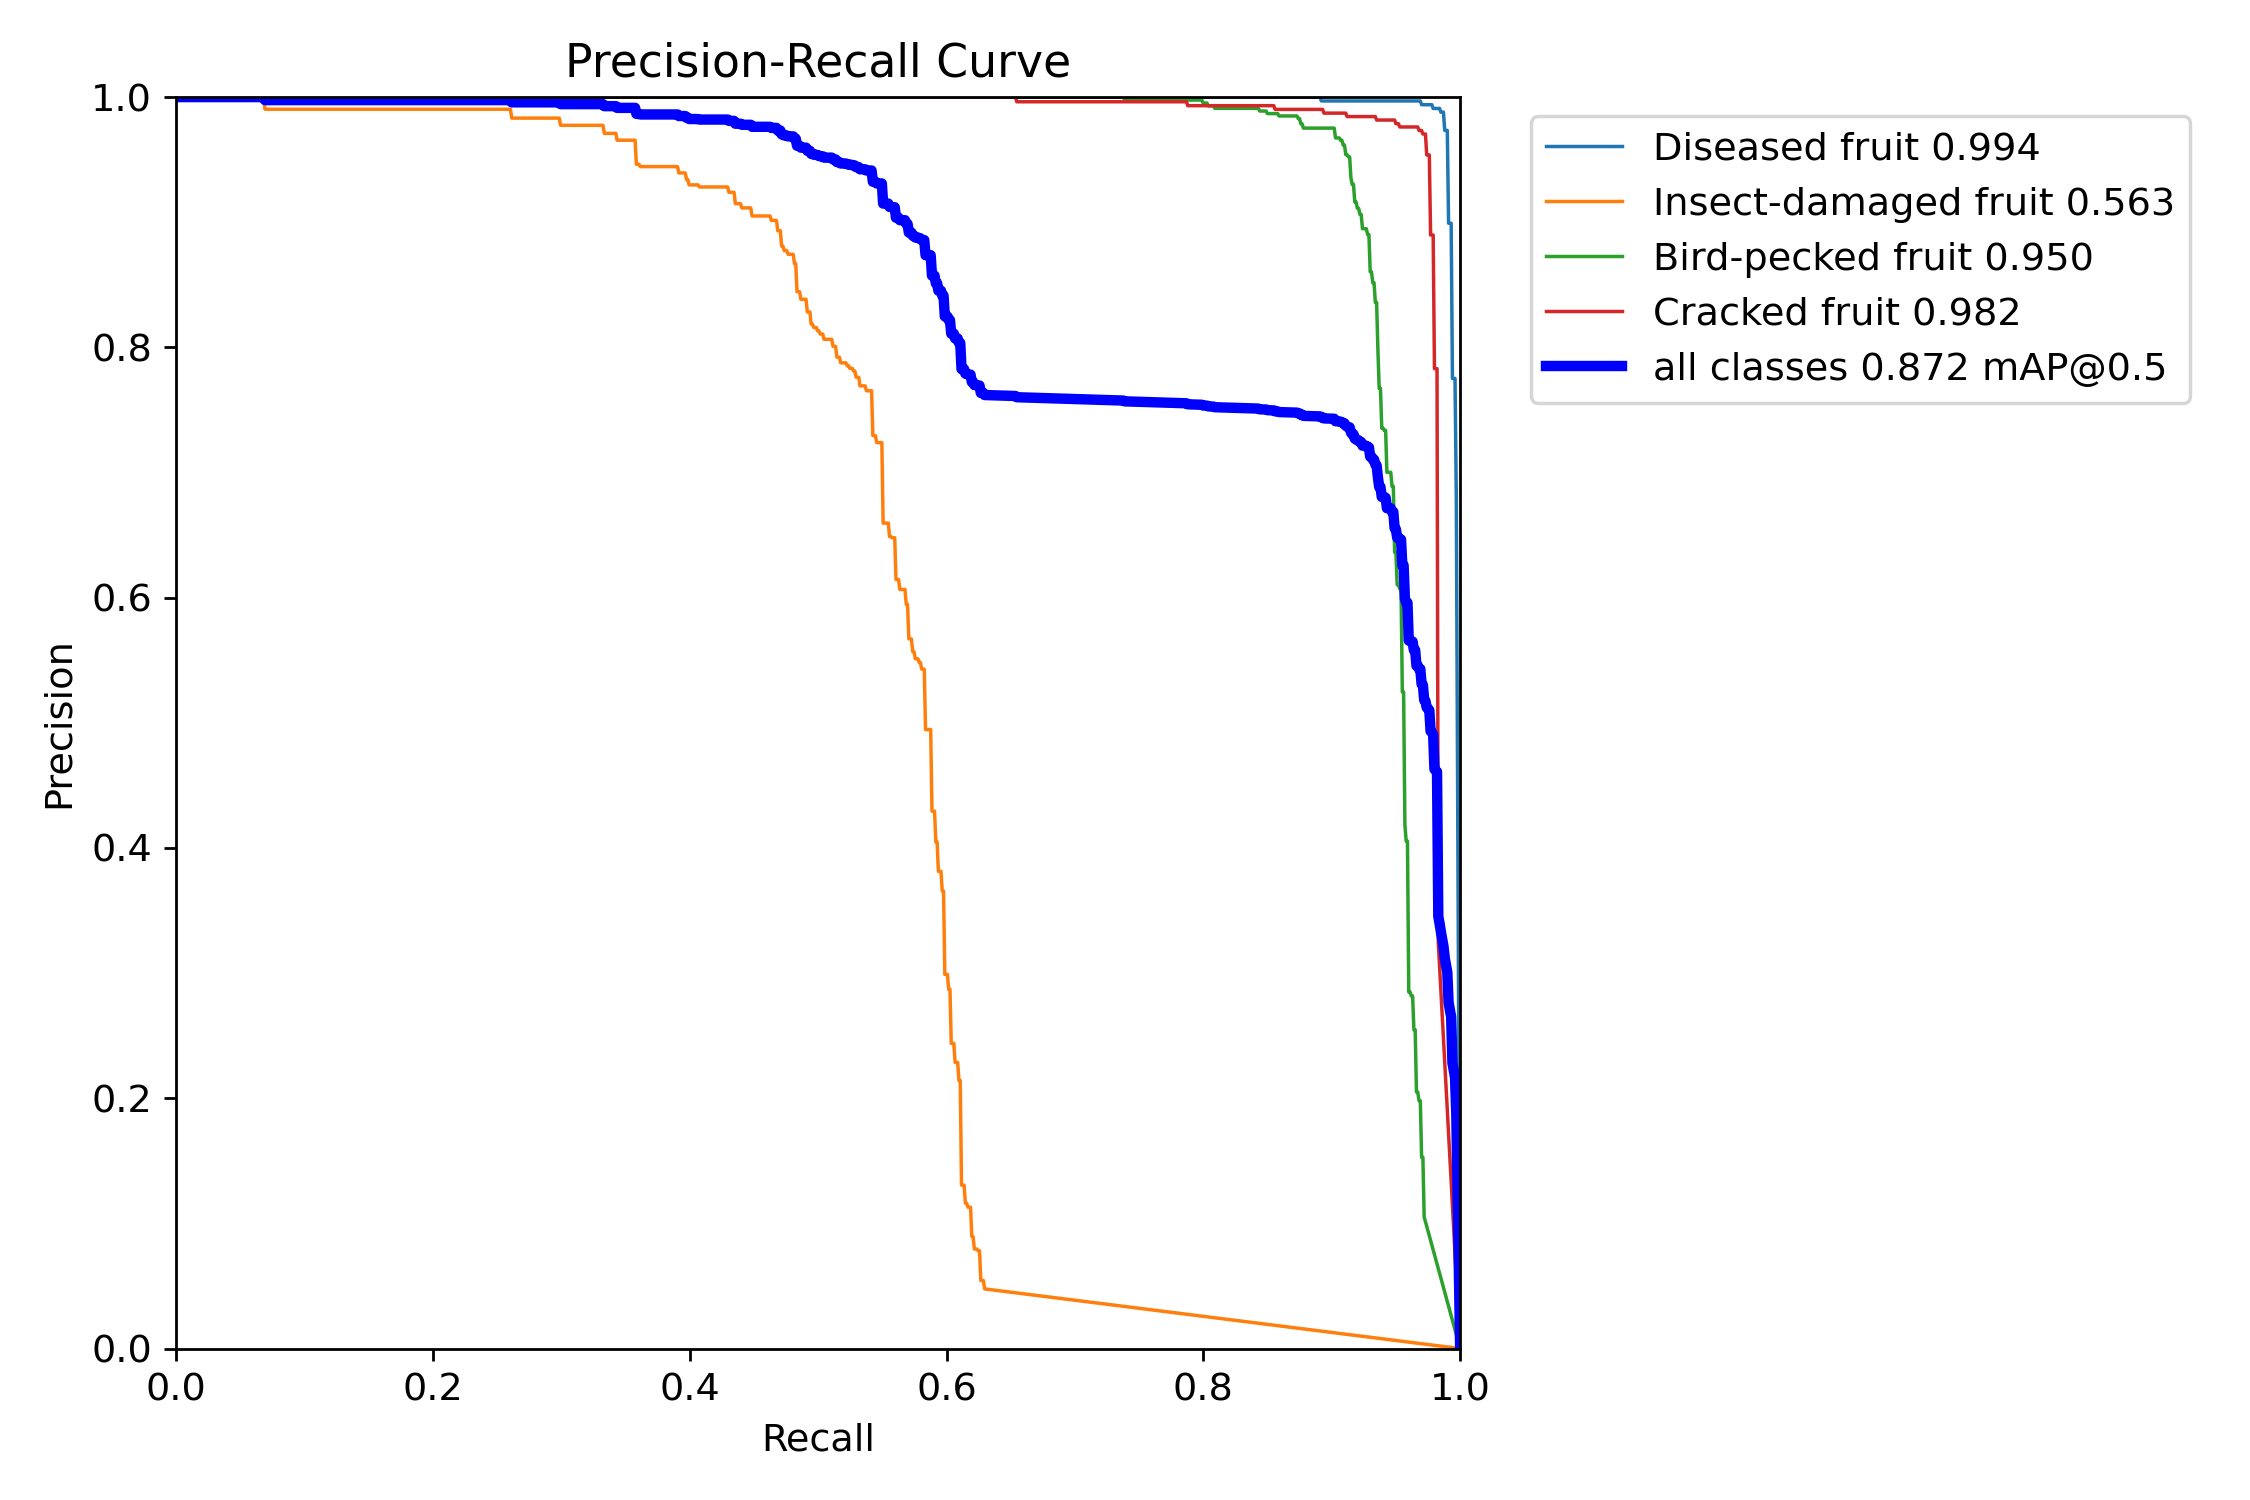 Precision-Recall Curve
1.0
0.8
0.6
0.4
0.2
0.0
Precision
0.0 0.2 0.4 0.6 0.8 1.0
Recall
Diseased fruit 0.994
Insect-damaged fruit 0.563
Bird-pecked fruit 0.950
Cracked fruit 0.982
all classes 0.872 mAP@0.5